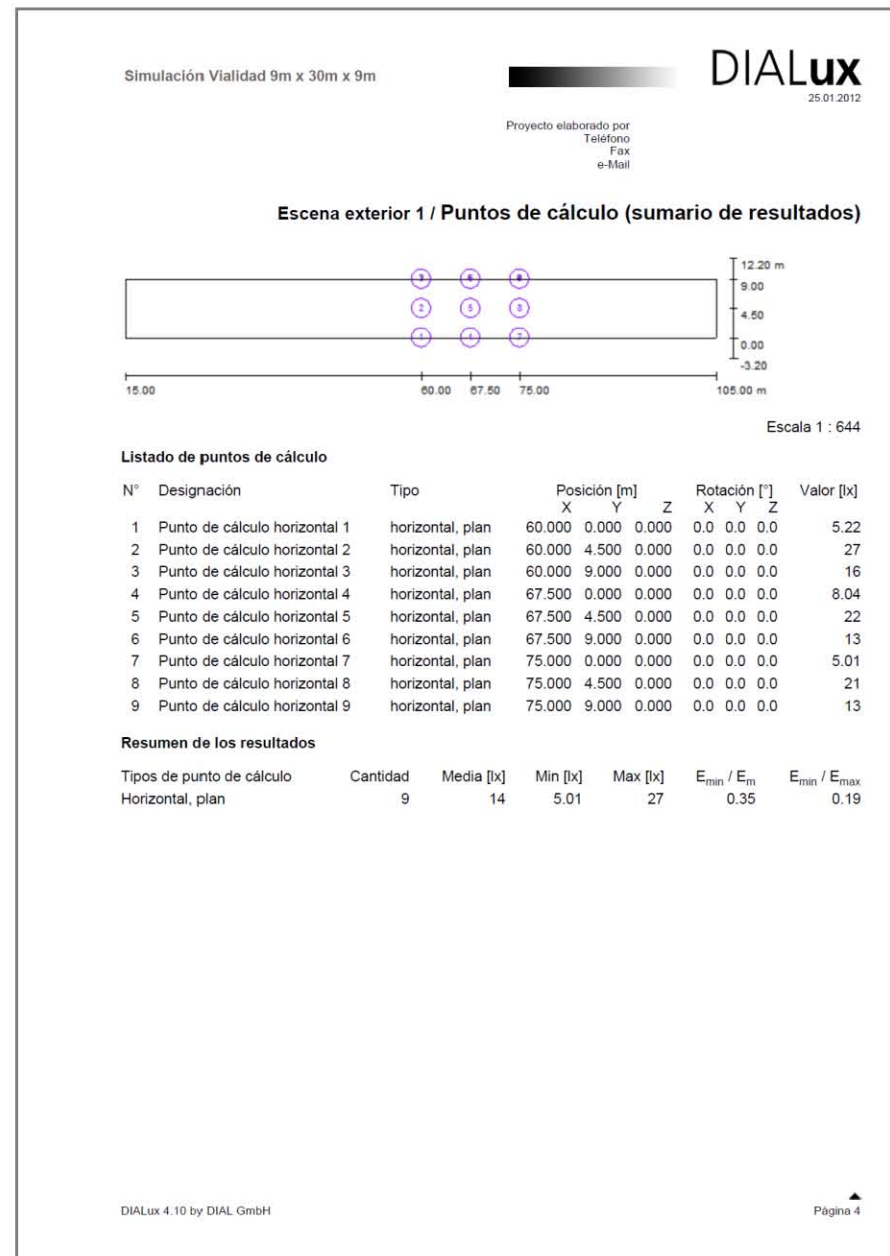 Simulación Vialidad 9m x 30m x 9m
DIALux
25.01.2012
Proyecto elaborado por
Teléfono
Fax
e-Mail
Escena exterior 1 / Puntos de cálculo (sumario de resultados)
3 6 9
2 5 8
1 4 7
12.20 m
9.00
4.50
0.00
-3.20
15.00 60.00 67.50 75.00 105.00 m
Escala 1 : 644
Listado de puntos de cálculo
N° Designación Tipo Posición [m] Rotación [°] Valor [lx]
X Y Z X Y Z
1 Punto de cálculo horizontal 1 horizontal, plan 60.000 0.000 0.000 0.0 0.0 0.0 5.22
2 Punto de cálculo horizontal 2 horizontal, plan 60.000 4.500 0.000 0.0 0.0 0.0 27
3 Punto de cálculo horizontal 3 horizontal, plan 60.000 9.000 0.000 0.0 0.0 0.0 16
4 Punto de cálculo horizontal 4 horizontal, plan 67.500 0.000 0.000 0.0 0.0 0.0 8.04
5 Punto de cálculo horizontal 5 horizontal, plan 67.500 4.500 0.000 0.0 0.0 0.0 22
6 Punto de cálculo horizontal 6 horizontal, plan 67.500 9.000 0.000 0.0 0.0 0.0 13
7 Punto de cálculo horizontal 7 horizontal, plan 75.000 0.000 0.000 0.0 0.0 0.0 5.01
8 Punto de cálculo horizontal 8 horizontal, plan 75.000 4.500 0.000 0.0 0.0 0.0 21
9 Punto de cálculo horizontal 9 horizontal, plan 75.000 9.000 0.000 0.0 0.0 0.0 13
Resumen de los resultados
Tipos de punto de cálculo Cantidad Media [lx] Min [lx] Max [lx] Emin / Em Emin / Emax
Horizontal, plan 9 14 5.01 27 0.35 0.19
DIALux 4.10 by DIAL GmbH
Página 4